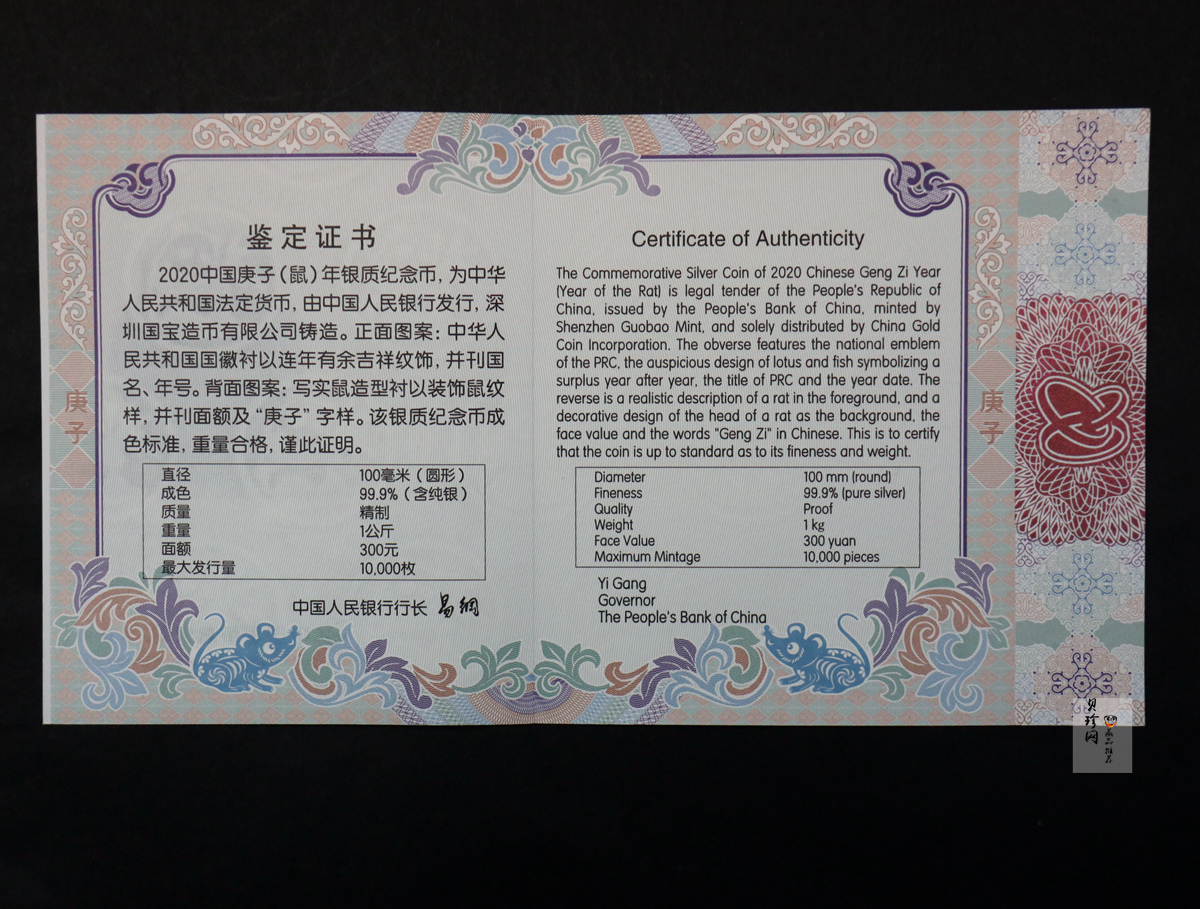 鉴定证书
2020中国庚子（鼠）年银质纪念币，为中华
人民共和国法定货币，由中国人民银行发行，深
圳国宝造币有限公司铸造。正面图案：中华人
民共和国国徽衬以连年有余吉祥纹饰，并刊国
名、年号。背面图案：写实鼠造型衬以装饰鼠纹
样，并刊面额及“庚子”字样。该银质纪念币成
色标准，重量合格，谨此证明。
直径 100毫米（圆形）
成色 99.9%（含纯银）
质量 精制
重量 1公斤
面额 300元
最大发行量 10,000枚
中国人民银行行长 易纲
庚子
Certificate of Authenticity
The Commemorative Silver Coin of 2020 Chinese Geng Zi Year
(Year of the Rat) is legal tender of the People's Republic of
China, issued by the People's Bank of China, minted by
Shenzhen Guobao Mint, and solely distributed by China Gold
Coin Incorporation. The obverse features the national emblem
of the PRC, the auspicious design of lotus and fish symbolizing a
surplus year after year, the title of PRC and the year date. The
reverse is a realistic description of a rat in the foreground, and a
decorative design of the head of a rat as the background, the
face value and the words "Geng Zi" in Chinese. This is to certify
that the coin is up to standard as to its fineness and weight.
Diameter 100 mm (round)
Fineness 99.9% (pure silver)
Quality Proof
Weight 1 kg
Face Value 300 yuan
Maximum Mintage 10,000 pieces
Yi Gang
Governor
The People's Bank of China
庚子
贝珍网
藏品推荐